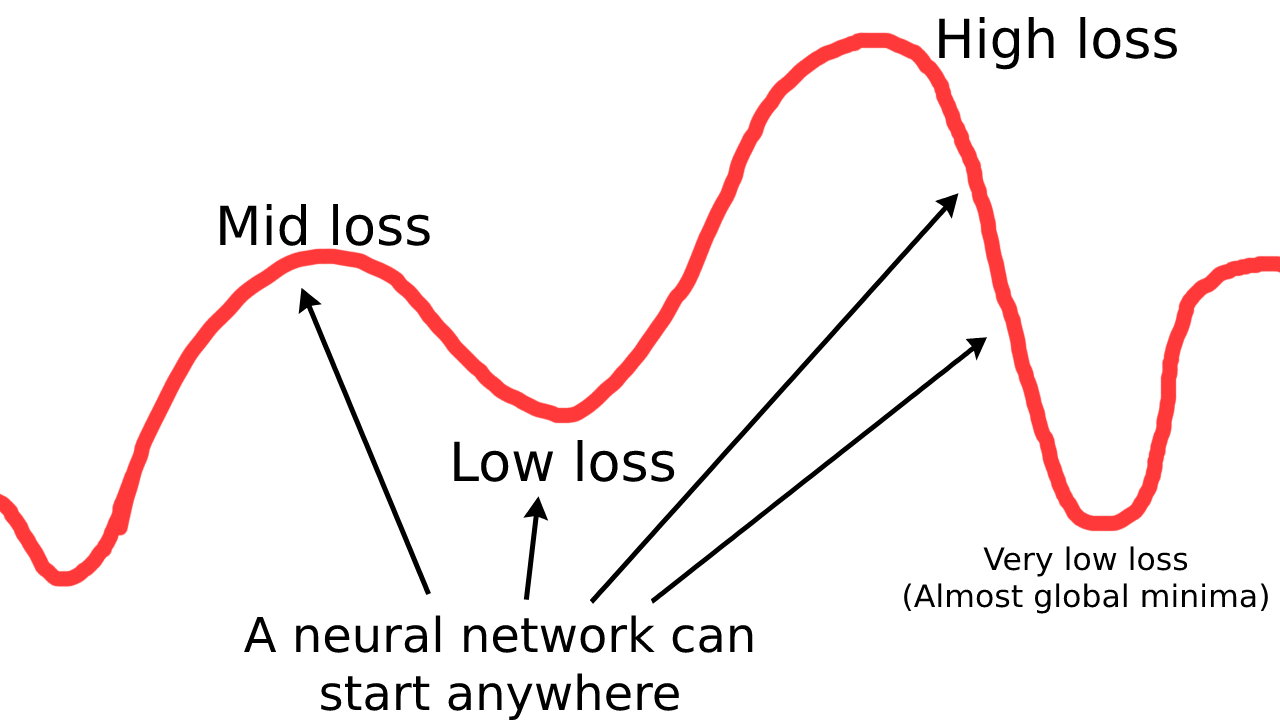 High loss
Mid loss
Low loss
Very low loss
(Almost global minima)
A neural network can
start anywhere